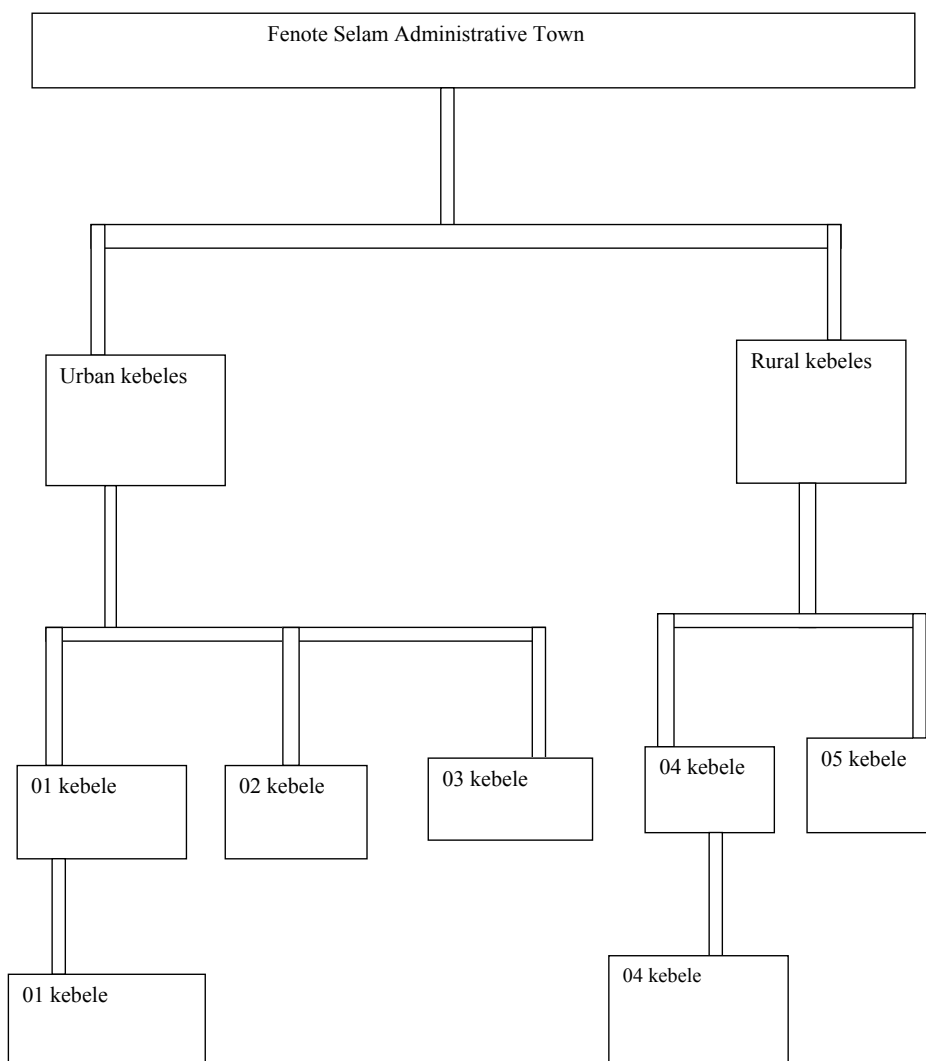 Fenote Selam Administrative Town
Urban kebeles
Rural kebeles
01 kebele
02 kebele
03 kebele
04 kebele
05 kebele
01 kebele
04 kebele